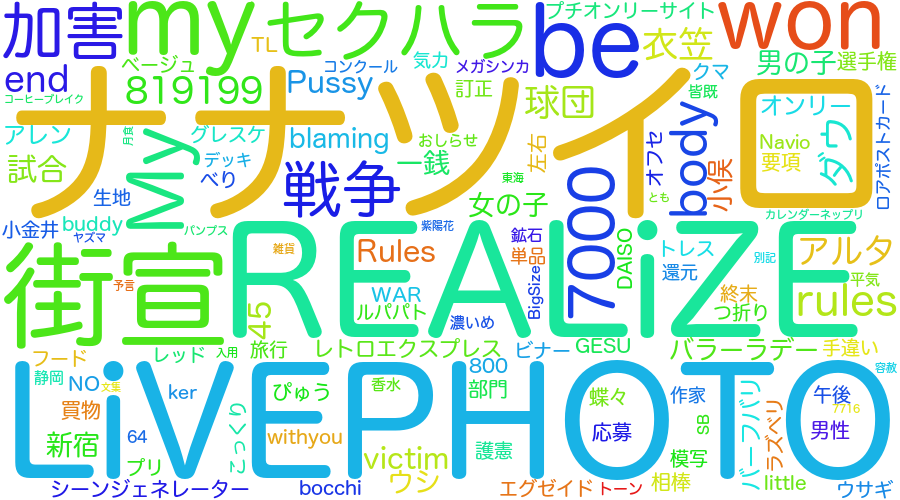 加害 my セクハラ be won プチオンリーサイト
TL 衣笠 男の子 選手権
end ベージュ コンクール 気力 メガシンカ クマ
コーヒーブレイク 819199 Pussy 訂正 球団 皆既
ナナツイロ
アレン 月食 グレスケ blaming おしらせ 左右 オンリー ロアポストカード
試合 My デッキ 一銭 オフセ body 小俣 Navio ダウ
べり 戦争 東海 要項
生地 女の子 7000 とも
小金井 buddy パンプス 紫陽花 カレンダーネップリ
ヤズマ 鉱石 DAISO トレス アルタ
街宣 REALiZE
雑貨 Rules 単品 別記
予言 WAR BigSize 還元 終末 平気
45 ルパパト 濃いめ つ折り rules
レッド 入用 旅行 レトロエクスプレス ビナー GESU バラーラデー 手違い
フード
LiVEPHOTO
静岡 NO 文集 ker ぴゅう 香水 800 部門 蝶々 作家 午後 容赦
買物 こっくり バーフバリ ラズベリ 7716
新宿 64 withyou 護憲 応募 SB 男性
プリ victim ウシ 模写 little
シーンジェネレーター bocchi エグゼイド トーン 相棒 ウサギ